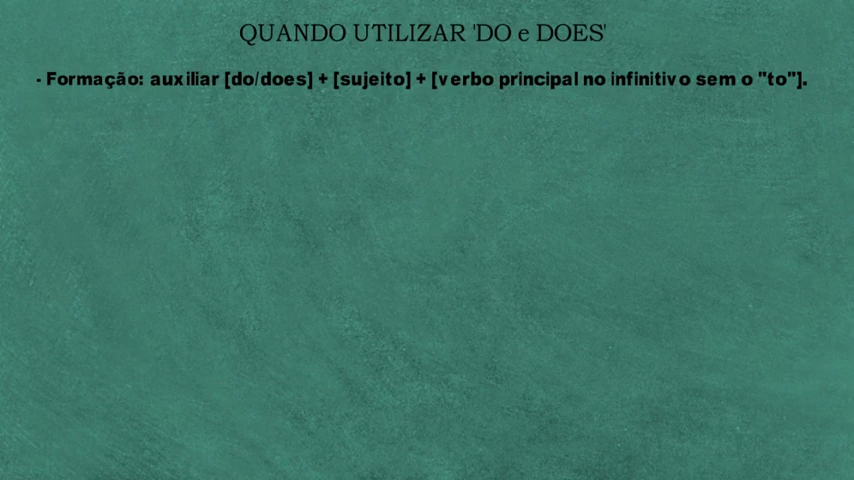 QUANDO UTILIZAR 'DO e DOES'
- Formação: auxiliar [do/does] + [sujeito] + [verbo principal no infinitivo sem o "to"].